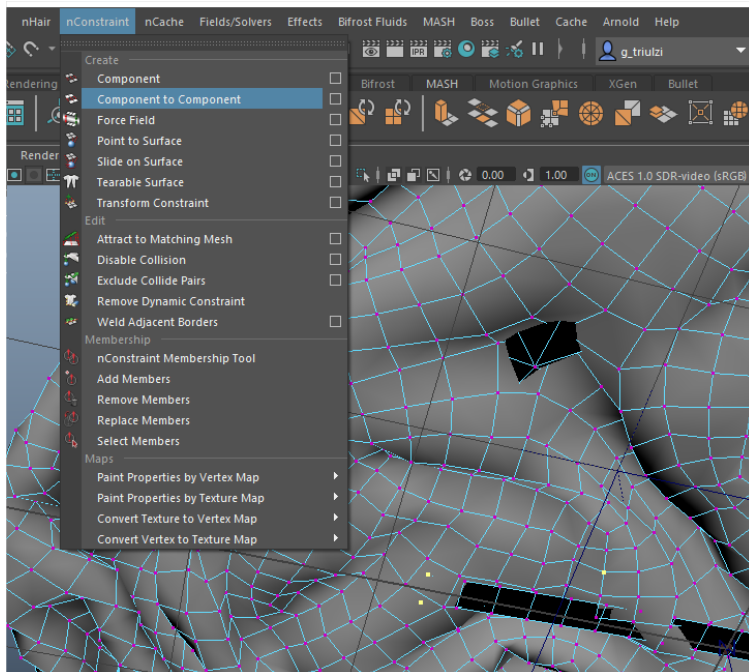 nHair nConstraint nCache Fields/Solvers Effects Bifrost Fluids MASH Boss Bullet Cache Arnold Help
IPR g_triulzi
Rendering Bifrost MASH Motion Graphics XGen Bullet
Create
Component
Component to Component
Force Field
Point to Surface
Render
Slide on Surface
0.00 1.00 ON ACES 1.0 SDR-video (sRGB)
Tearable Surface
Transform Constraint
Edit
Attract to Matching Mesh
Disable Collision
Exclude Collide Pairs
Remove Dynamic Constraint
Weld Adjacent Borders
Membership
nConstraint Membership Tool
Add Members
Remove Members
Replace Members
Select Members
Maps
Paint Properties by Vertex Map
Paint Properties by Texture Map
Convert Texture to Vertex Map
Convert Vertex to Texture Map